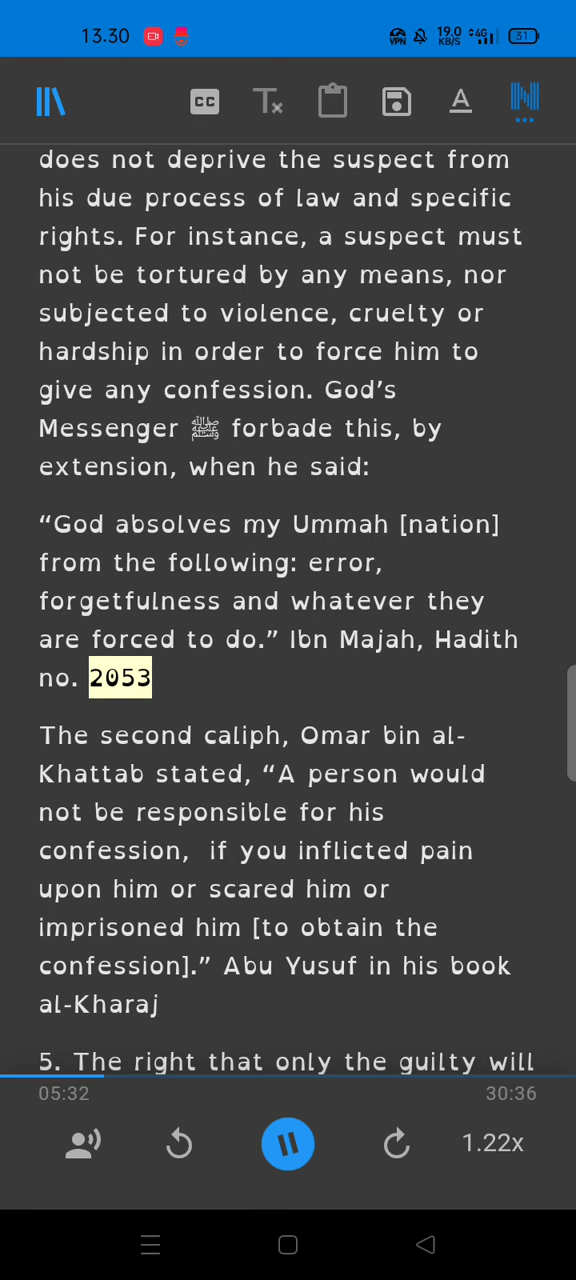 13.30 VPN 19.0 KB/S 4G 31
CC Tx A N
does not deprive the suspect from
his due process of law and specific
rights. For instance, a suspect must
not be tortured by any means, nor
subjected to violence, cruelty or
hardship in order to force him to
give any confession. God’s
Messenger ﷺ forbade this, by
extension, when he said:
“God absolves my Ummah [nation]
from the following: error,
forgetfulness and whatever they
are forced to do.” Ibn Majah, Hadith
no. 2053
The second caliph, Omar bin al-
Khattab stated, “A person would
not be responsible for his
confession,  if you inflicted pain
upon him or scared him or
imprisoned him [to obtain the
confession].” Abu Yusuf in his book
al-Kharaj
5. The right that only the guilty will
05:32 30:36
1.22x